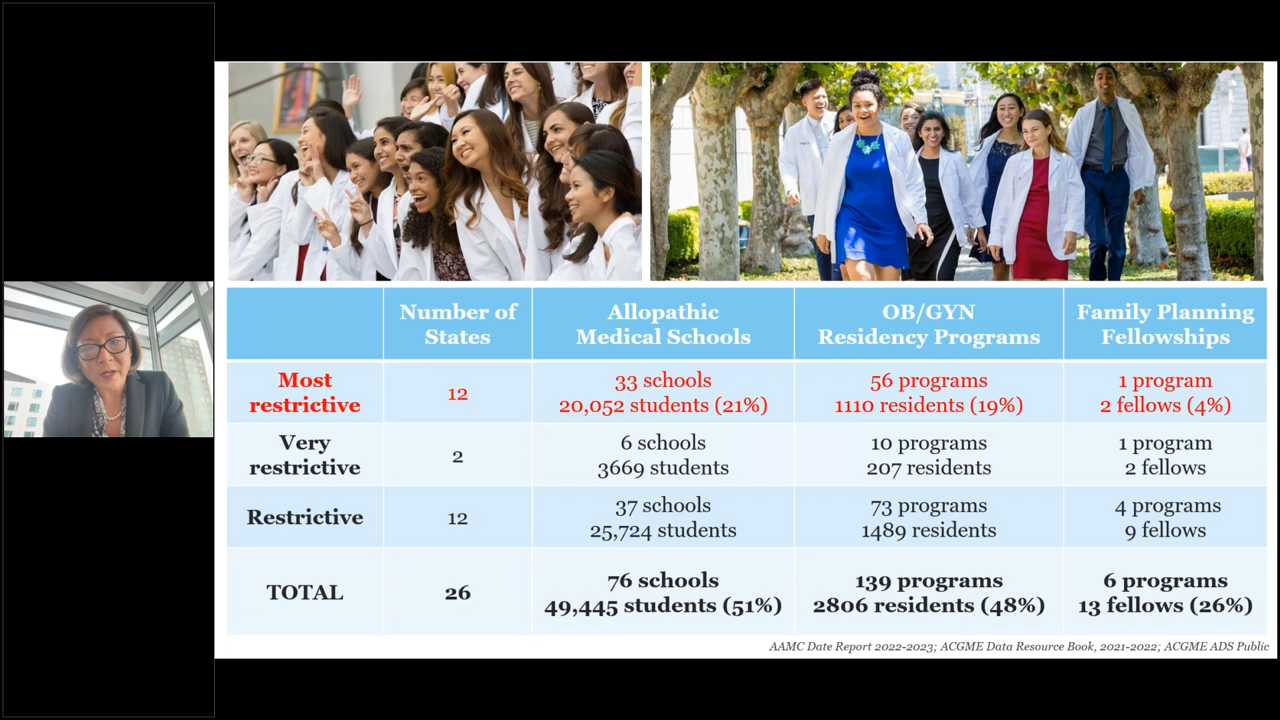 Number of
States
Allopathic
Medical Schools
OB/GYN
Residency Programs
Family Planning
Fellowships
Most
restrictive
12
33 schools
20,052 students (21%)
56 programs
1110 residents (19%)
1 program
2 fellows (4%)
Very
restrictive
2
6 schools
3669 students
10 programs
207 residents
1 program
2 fellows
Restrictive
12
37 schools
25,724 students
73 programs
1489 residents
4 programs
9 fellows
TOTAL
26
76 schools
49,445 students (51%)
139 programs
2806 residents (48%)
6 programs
13 fellows (26%)
AAMC Date Report 2022-2023; ACGME Data Resource Book, 2021-2022; ACGME ADS Public